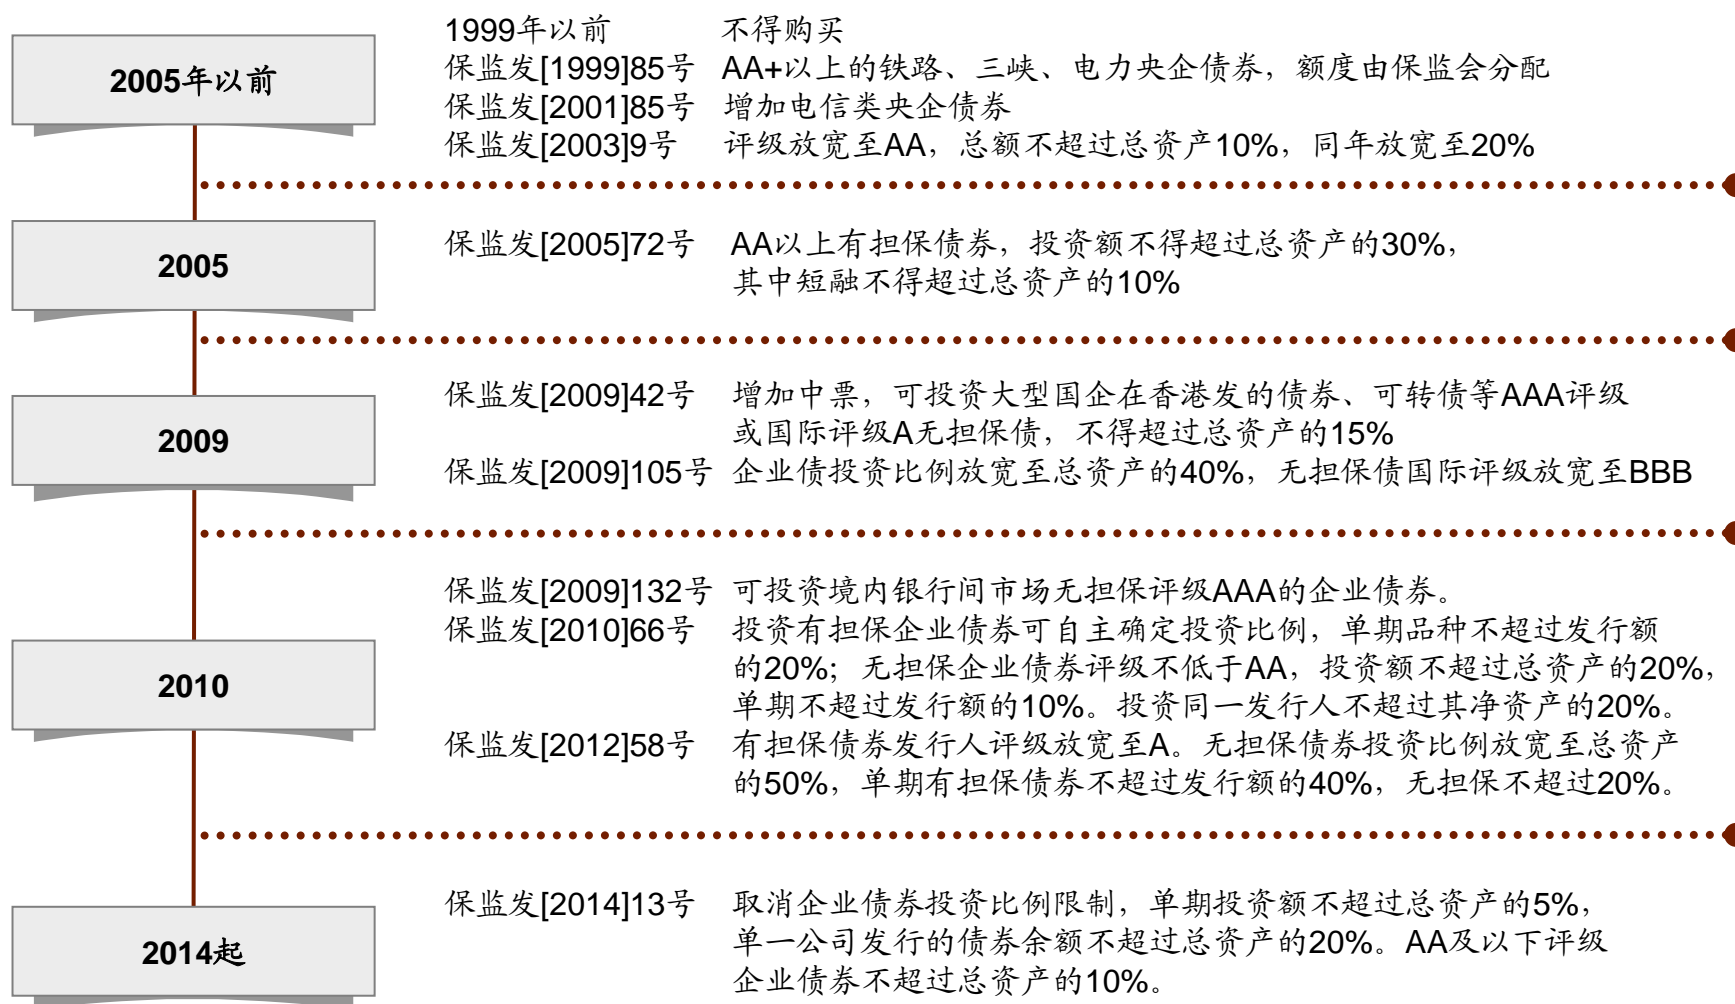 2005年以前
1999年以前 不得购买
保监发[1999]85号 AA+以上的铁路、三峡、电力央企债券，额度由保监会分配
保监发[2001]85号 增加电信类央企债券
保监发[2003]9号 评级放宽至AA，总额不超过总资产10%，同年放宽至20%
2005
保监发[2005]72号 AA以上有担保债券，投资额不得超过总资产的30%，
其中短融不得超过总资产的10%
2009
保监发[2009]42号 增加中票，可投资大型国企在香港发的债券、可转债等AAA评级
或国际评级A无担保债，不得超过总资产的15%
保监发[2009]105号 企业债投资比例放宽至总资产的40%，无担保债国际评级放宽至BBB
2010
保监发[2009]132号 可投资境内银行间市场无担保评级AAA的企业债券。
保监发[2010]66号 投资有担保企业债券可自主确定投资比例，单期品种不超过发行额
的20%；无担保企业债券评级不低于AA，投资额不超过总资产的20%，
单期不超过发行额的10%。投资同一发行人不超过其净资产的20%。
保监发[2012]58号 有担保债券发行人评级放宽至A。无担保债券投资比例放宽至总资产
的50%，单期有担保债券不超过发行额的40%，无担保不超过20%。
2014起
保监发[2014]13号 取消企业债券投资比例限制，单期投资额不超过总资产的5%，
单一公司发行的债券余额不超过总资产的20%。AA及以下评级
企业债券不超过总资产的10%。